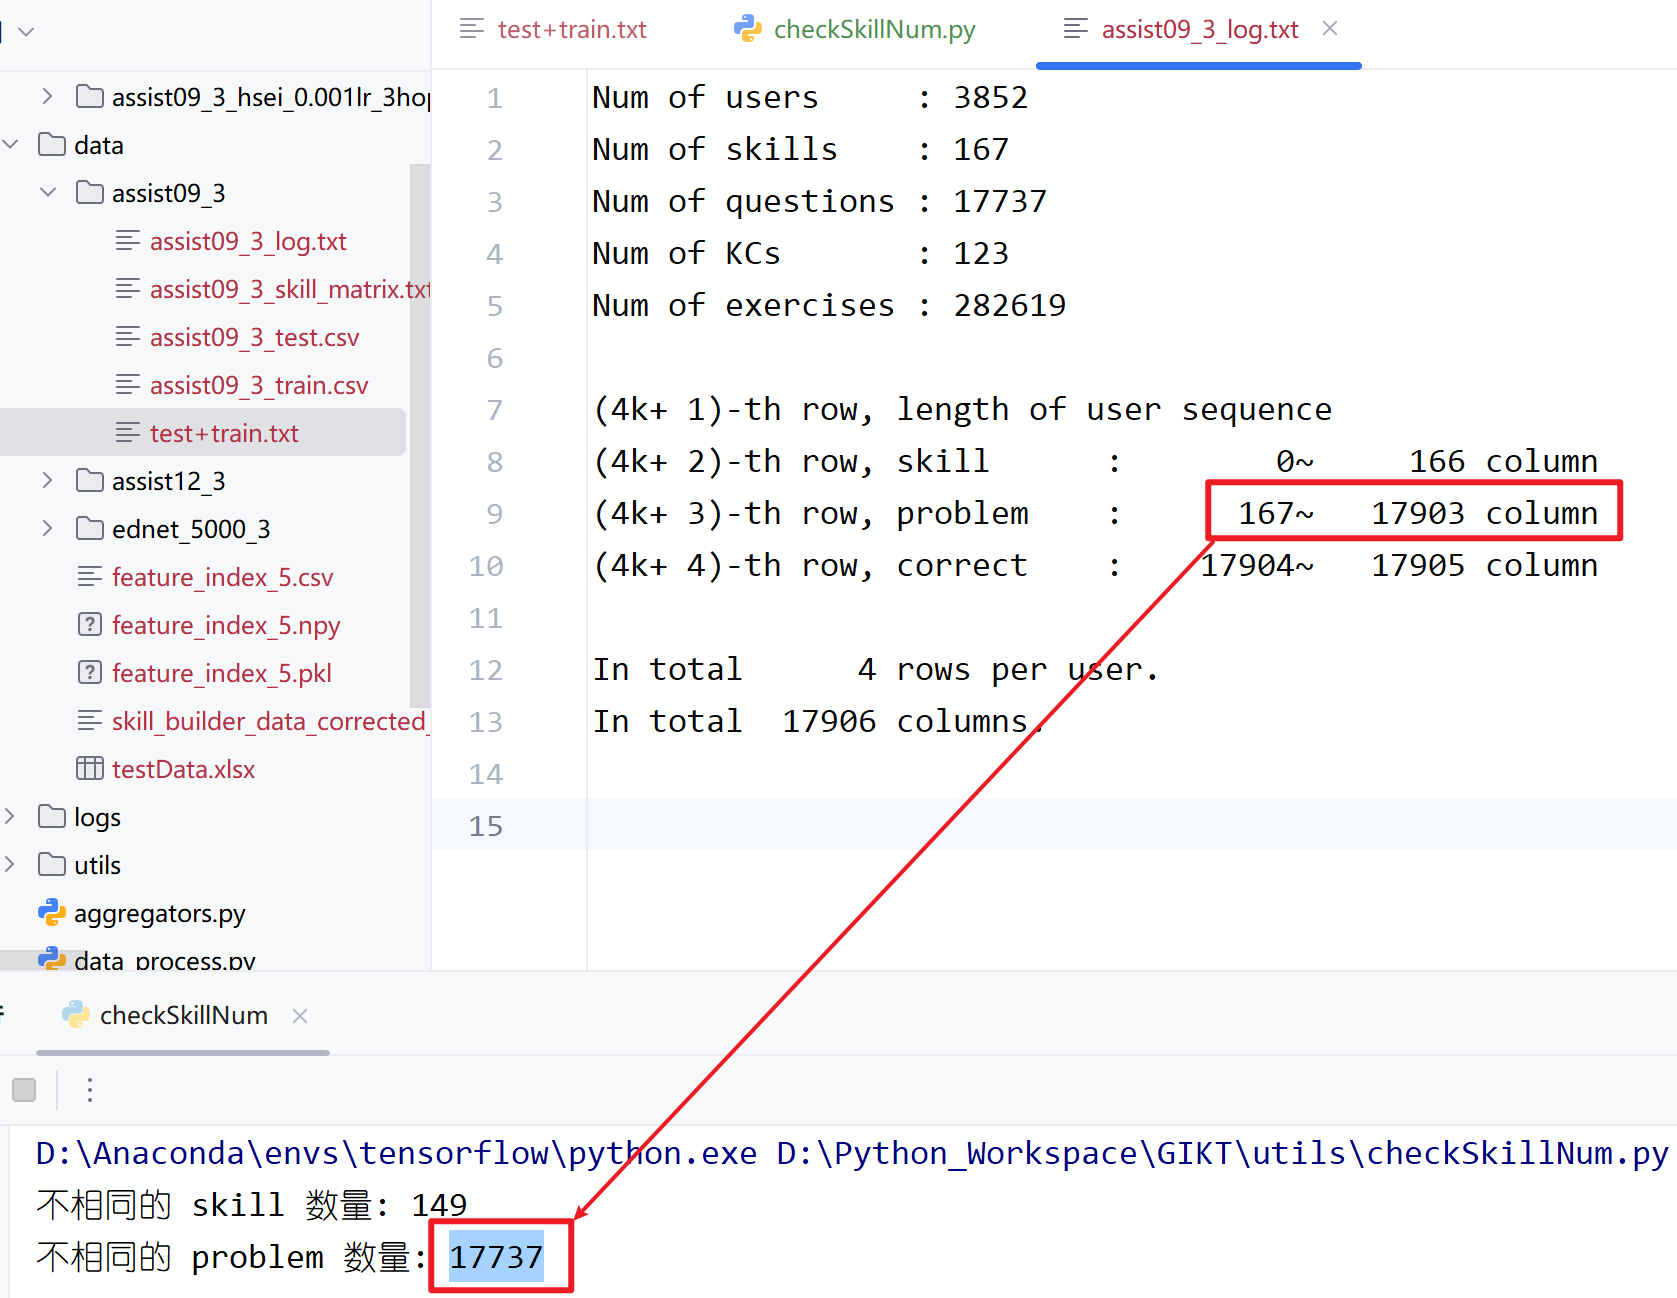 test+train.txt
checkSkillNum.py
assist09_3_log.txt
assist09_3_hsei_0.001lr_3hop
data
assist09_3
assist09_3_log.txt
assist09_3_skill_matrix.txt
assist09_3_test.csv
assist09_3_train.csv
test+train.txt
assist12_3
ednet_5000_3
feature_index_5.csv
feature_index_5.npy
feature_index_5.pkl
skill_builder_data_corrected_
testData.xlsx
logs
utils
aggregators.py
data_process.py
1 Num of users : 3852
2 Num of skills : 167
3 Num of questions : 17737
4 Num of KCs : 123
5 Num of exercises : 282619
6
7 (4k+ 1)-th row, length of user sequence
8 (4k+ 2)-th row, skill : 0~ 166 column
9 (4k+ 3)-th row, problem : 167~ 17903 column
10 (4k+ 4)-th row, correct : 17904~ 17905 column
11
12 In total 4 rows per user.
13 In total 17906 columns.
14
15
checkSkillNum
D:\Anaconda\envs\tensorflow\python.exe D:\Python_Workspace\GIKT\utils\checkSkillNum.py
不相同的 skill 数量: 149
不相同的 problem 数量: 17737